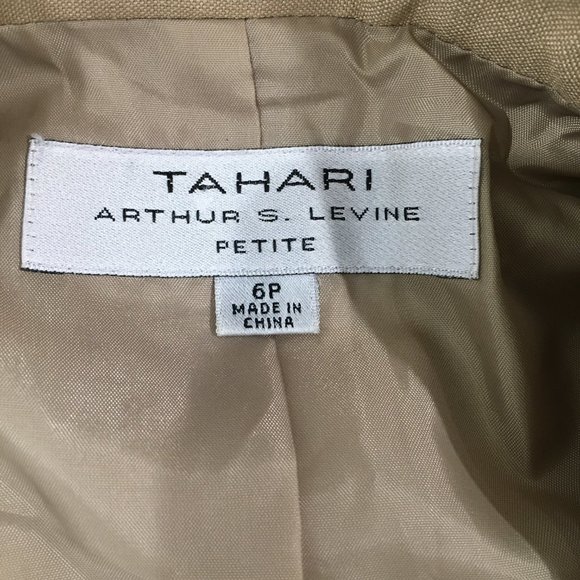 TAHARI
ARTHUR S. LEVINE
PETITE
6P
MADE IN
CHINA